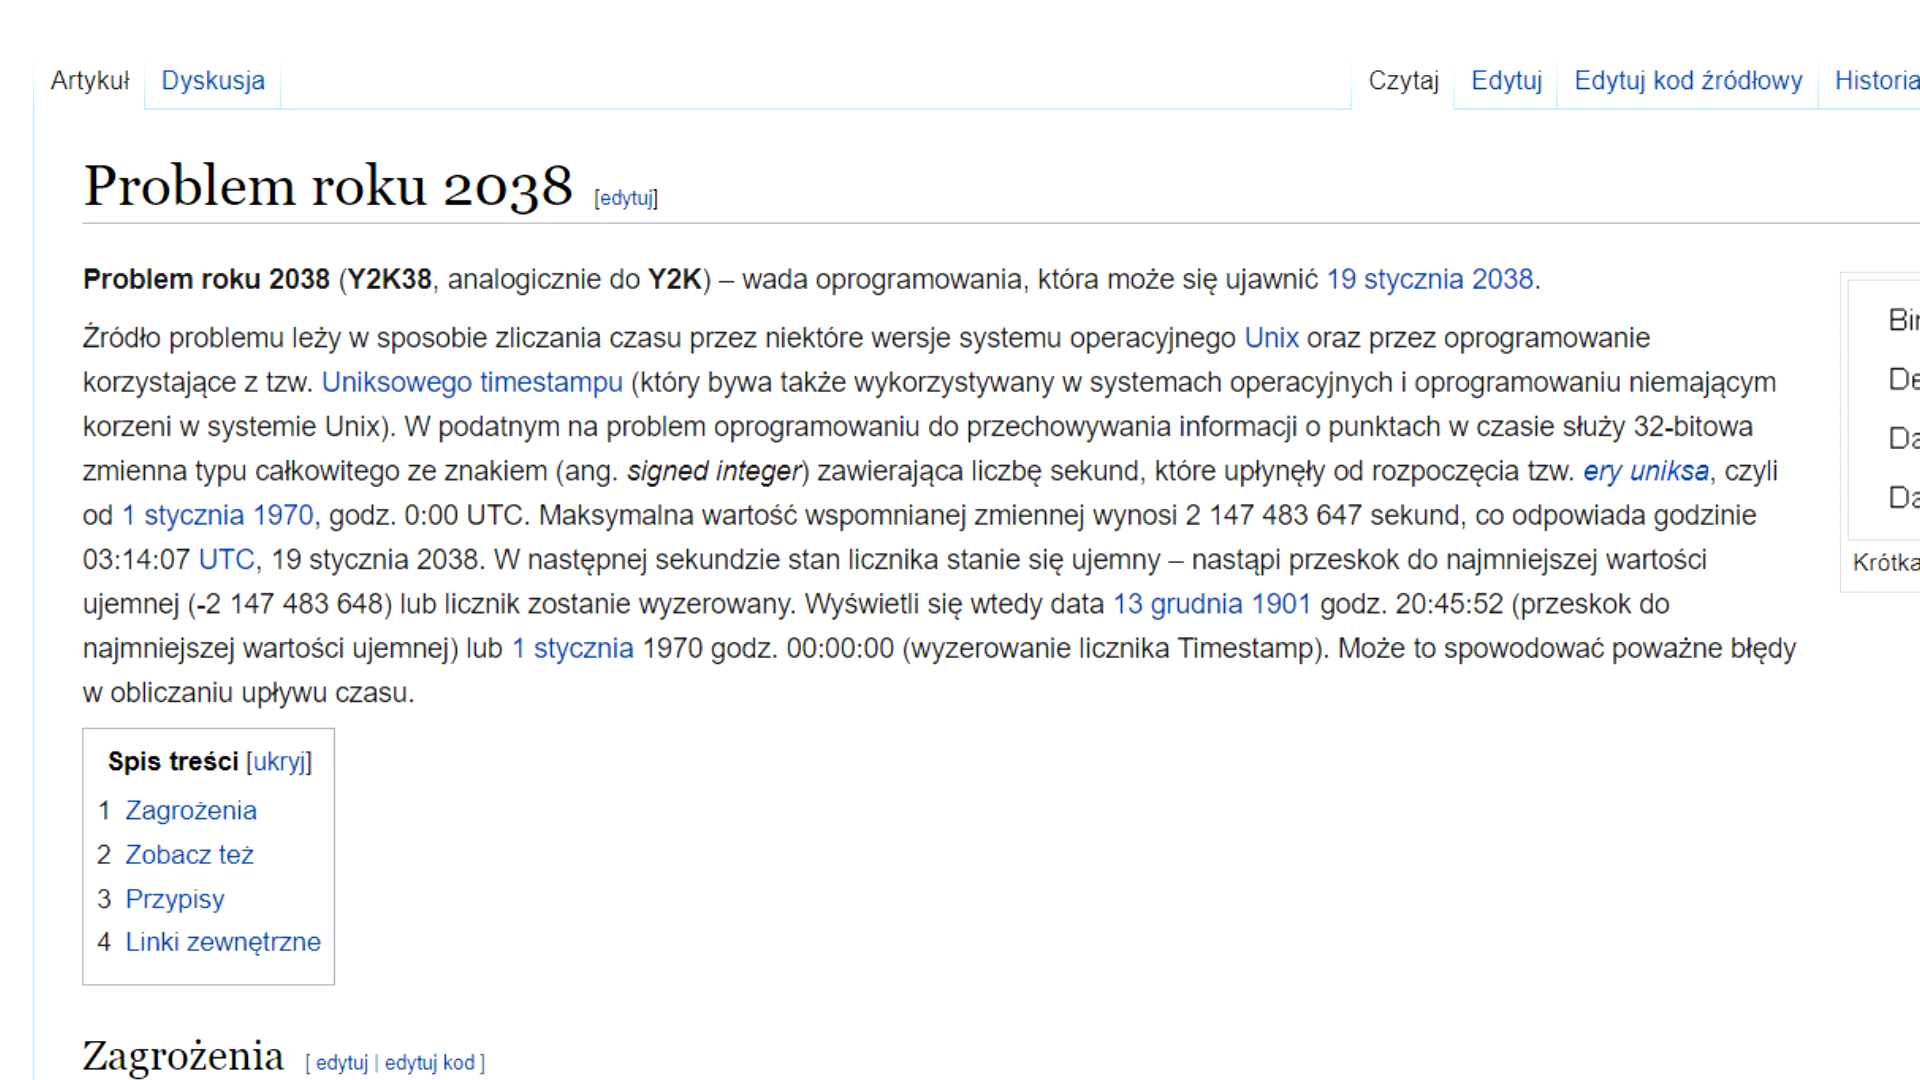 Artykuł Dyskusja Czytaj Edytuj Edytuj kod źródłowy Historia
Problem roku 2038 [edytuj]
Problem roku 2038 (Y2K38, analogicznie do Y2K) – wada oprogramowania, która może się ujawnić 19 stycznia 2038.
Źródło problemu leży w sposobie zliczania czasu przez niektóre wersje systemu operacyjnego Unix oraz przez oprogramowanie
korzystające z tzw. Uniksowego timestampu (który bywa także wykorzystywany w systemach operacyjnych i oprogramowaniu niemającym
korzeni w systemie Unix). W podatnym na problem oprogramowaniu do przechowywania informacji o punktach w czasie służy 32-bitowa
zmienna typu całkowitego ze znakiem (ang. signed integer) zawierająca liczbę sekund, które upłynęły od rozpoczęcia tzw. ery uniksa, czyli
od 1 stycznia 1970, godz. 0:00 UTC. Maksymalna wartość wspomnianej zmiennej wynosi 2 147 483 647 sekund, co odpowiada godzinie
03:14:07 UTC, 19 stycznia 2038. W następnej sekundzie stan licznika stanie się ujemny – nastąpi przeskok do najmniejszej wartości
ujemnej (-2 147 483 648) lub licznik zostanie wyzerowany. Wyświetli się wtedy data 13 grudnia 1901 godz. 20:45:52 (przeskok do
najmniejszej wartości ujemnej) lub 1 stycznia 1970 godz. 00:00:00 (wyzerowanie licznika Timestamp). Może to spowodować poważne błędy
w obliczaniu upływu czasu.
Spis treści [ukryj]
1 Zagrożenia
2 Zobacz też
3 Przypisy
4 Linki zewnętrzne
Zagrożenia [ edytuj | edytuj kod ]